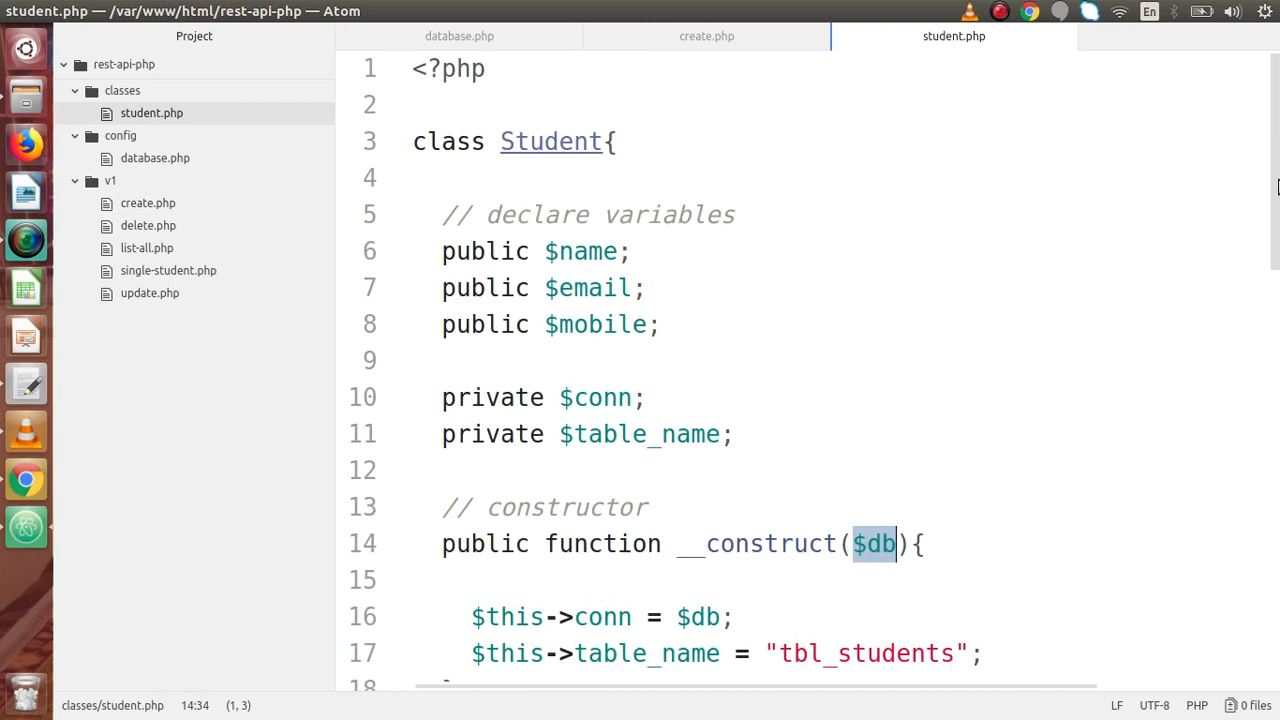 student.php — /var/www/html/rest-api-php — Atom
En
Project
database.php
create.php
student.php
rest-api-php
classes
student.php
config
database.php
v1
create.php
delete.php
list-all.php
single-student.php
update.php
1 <?php
2
3 class Student{
4
5 // declare variables
6 public $name;
7 public $email;
8 public $mobile;
9
10 private $conn;
11 private $table_name;
12
13 // constructor
14 public function __construct($db){
15
16 $this->conn = $db;
17 $this->table_name = "tbl_students";
18 }
classes/student.php 14:34 (1, 3)
LF UTF-8 PHP 0 files